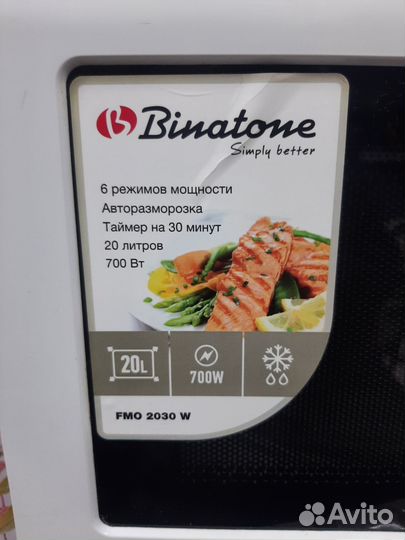 Binatone
Simply better
6 режимов мощности
Авторазморозка
Таймер на 30 минут
20 литров
700 Вт
20L
700W
FMO 2030 W
Avito